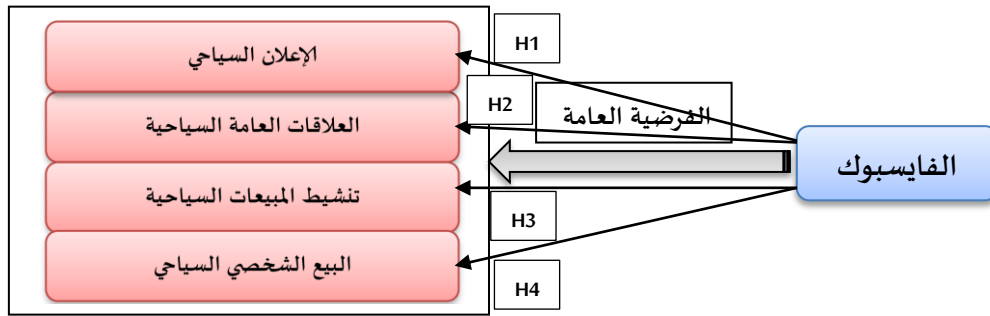 H1
الإعلان السياحي
H2
الفرضية العامة
العلاقات العامة السياحية
الفايسبوك
تنشيط المبيعات السياحية
H3
البيع الشخصي السياحي
H4